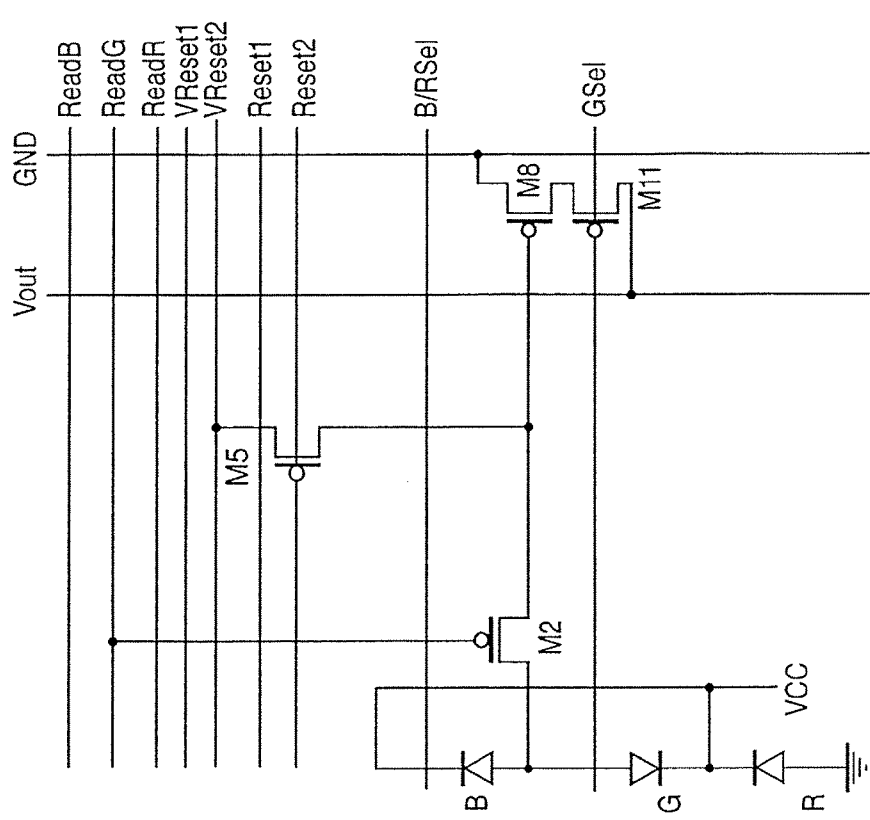 ReadB
ReadG
ReadR
VReset1
VReset2
Reset1
Reset2
B/RSel
GSel
GND
Vout
M8
M11
M5
M2
VCC
B
G
R